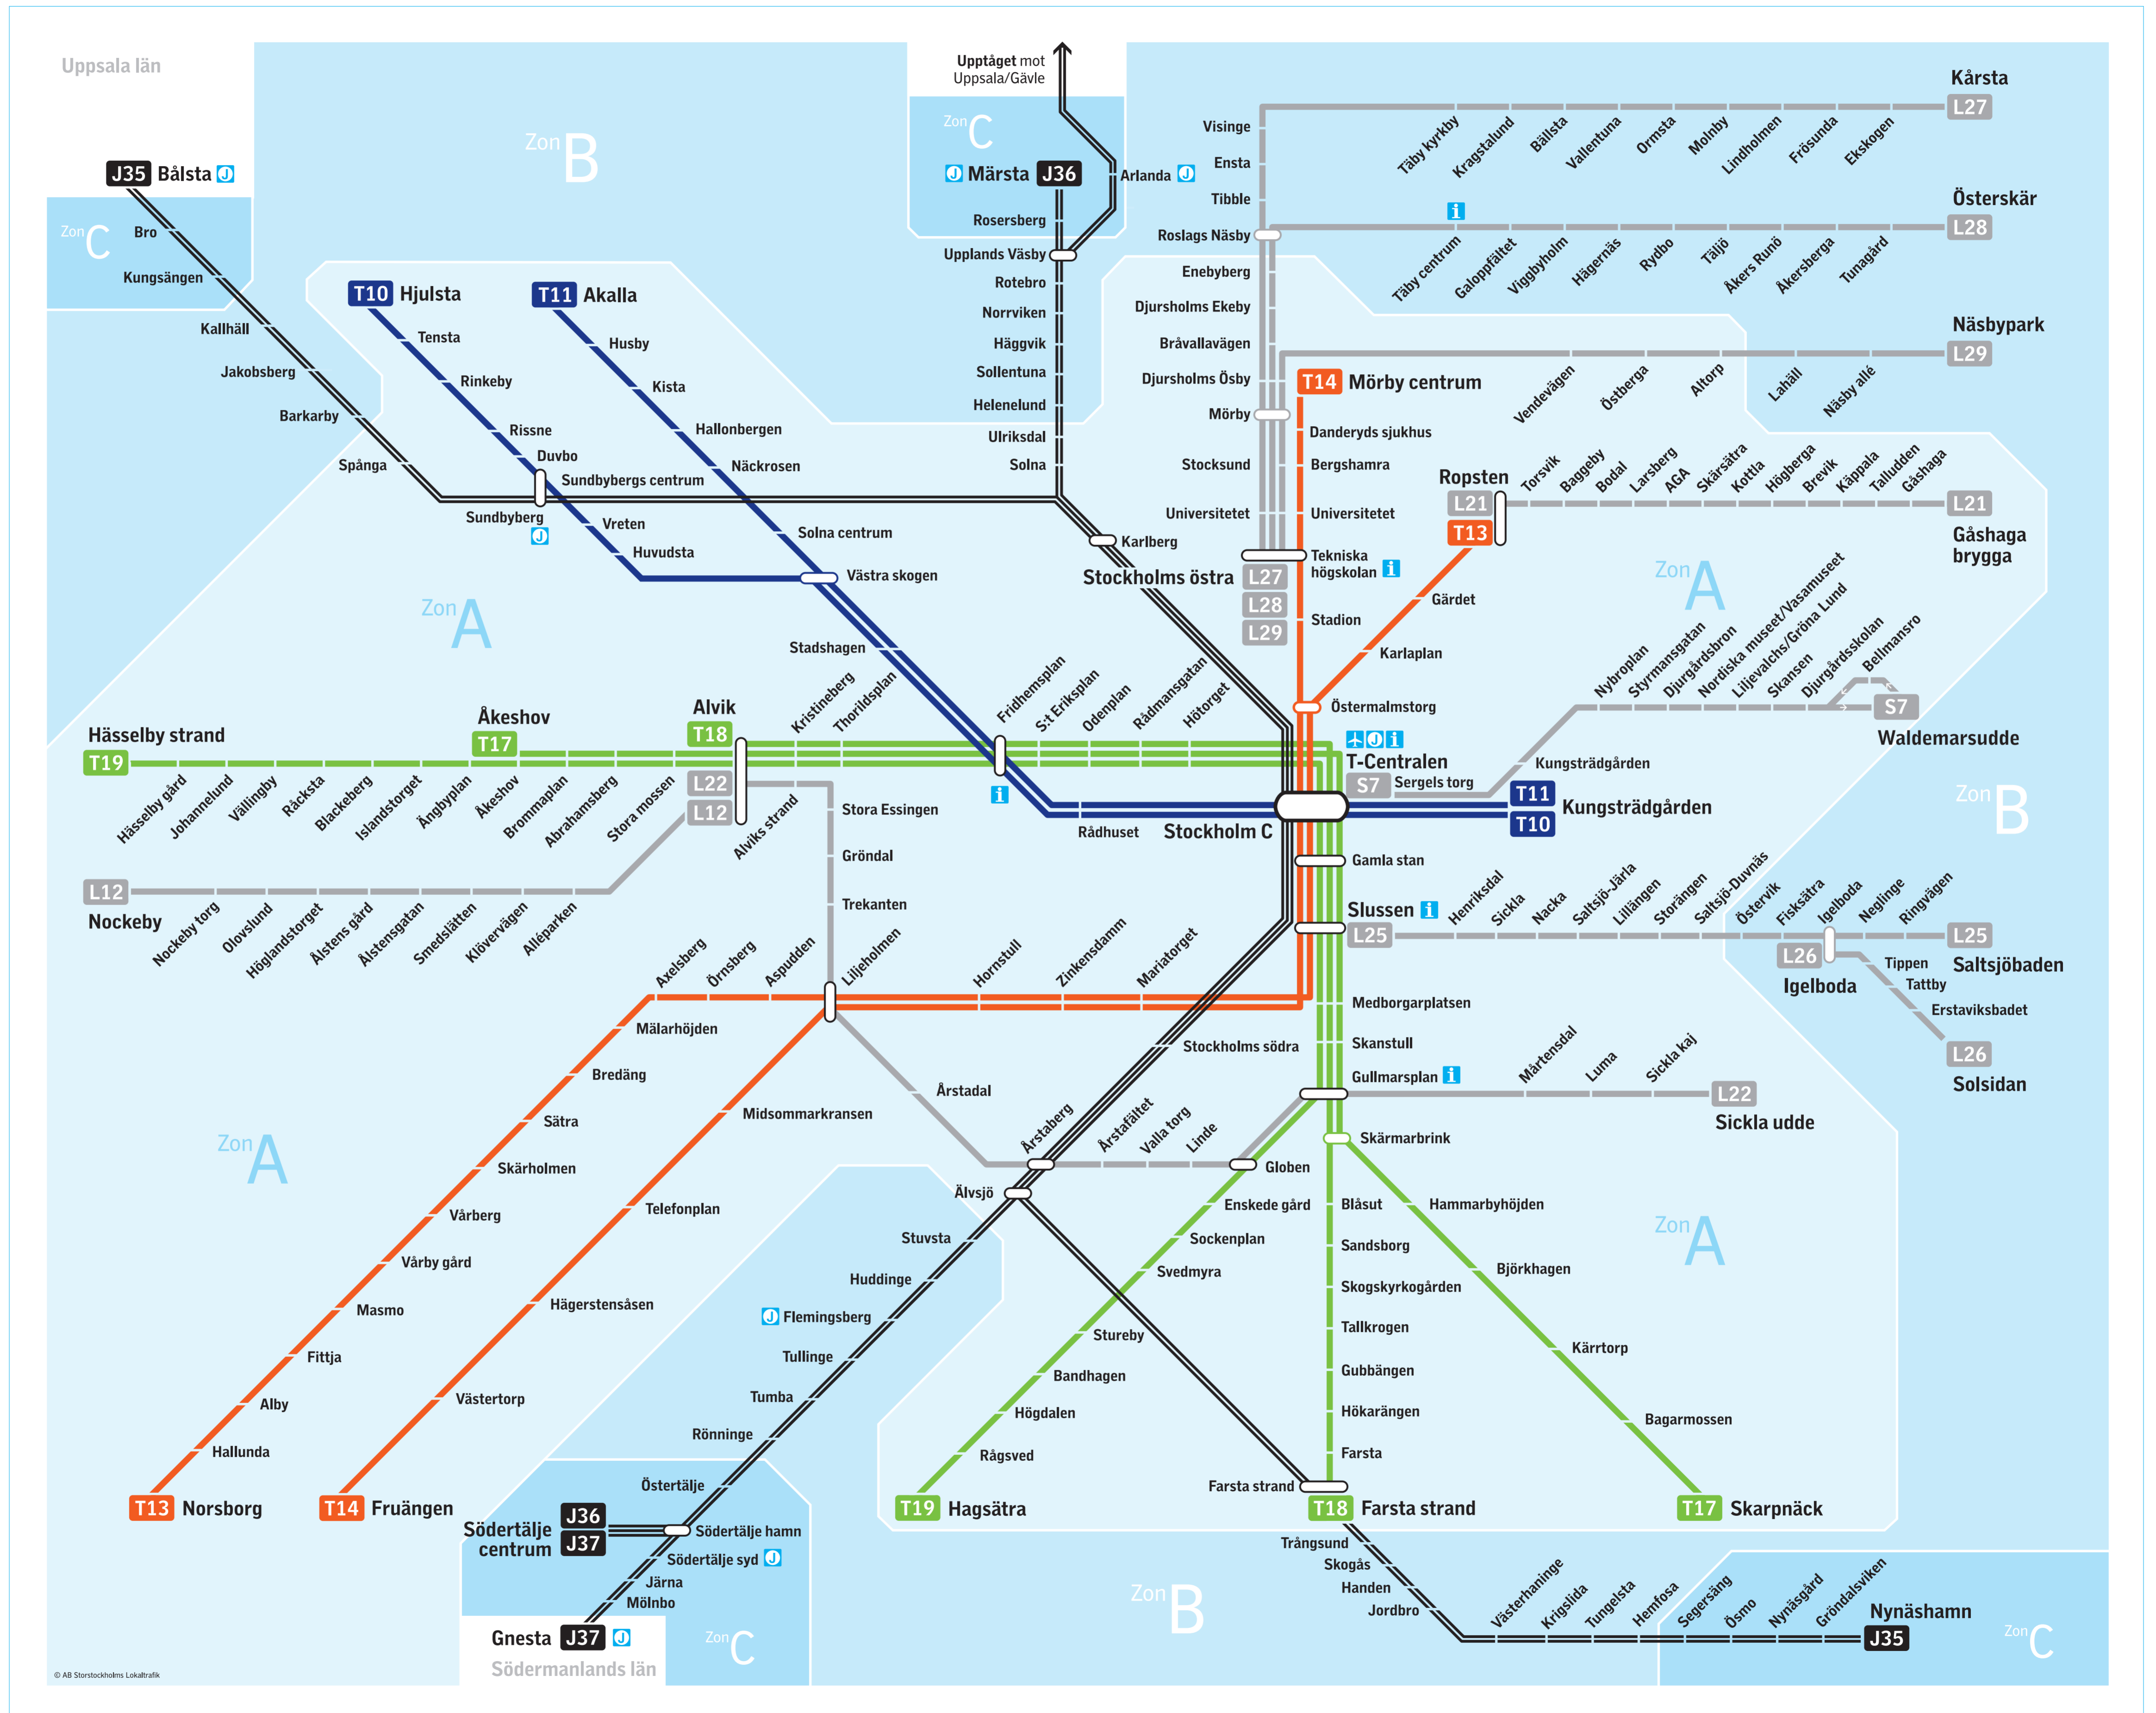 Uppsala län
Upptåget mot
Uppsala/Gävle
Zon B
Zon C
J35 Bålsta J
J Märsta J36
Arlanda J
Rosersberg
Upplands Väsby
Rotebro
Norrviken
Häggvik
Sollentuna
Helenelund
Ulriksdal
Solna
Karlberg
Zon C
Bro
Kungsängen
Kallhäll
Jakobsberg
Barkarby
Spånga
Sundbyberg
J
T10 Hjulsta
Tensta
Rinkeby
Rissne
Duvbo
Sundbybergs centrum
Vreten
Huvudsta
T11 Akalla
Husby
Kista
Hallonbergen
Näckrosen
Solna centrum
Västra skogen
Stadshagen
Fridhemsplan
i
Rådhuset
Stockholm C
Kårsta
L27
Visinge
Ensta
Tibble
Roslags Näsby
Täby kyrkby
Kragstalund
Bällsta
Vallentuna
Ormsta
Molnby
Lindholmen
Frösunda
Ekskogen
Österskär
L28
i
Täby centrum
Galoppfältet
Viggbyholm
Hägernäs
Rydbo
Täljö
Åkers Runö
Åkersberga
Tunagård
Enebyberg
Djursholms Ekeby
Bråvallavägen
Djursholms Ösby
Mörby
Stocksund
Universitetet
Näsbypark
L29
Vendevägen
Östberga
Altorp
Lahäll
Näsby allé
T14 Mörby centrum
Danderyds sjukhus
Bergshamra
Universitetet
Tekniska
högskolan i
Stockholms östra
L27
L28
L29
Stadion
Östermalmstorg
Ropsten
L21
T13
Gärdet
Karlaplan
Torsvik
Baggeby
Bodal
Larsberg
AGA
Skärsätra
Kottla
Högberga
Brevik
Käppala
Talludden
Gåshaga
L21
Gåshaga
brygga
Zon A
Zon A
Nybroplan
Styrmansgatan
Djurgårdsbron
Nordiska museet/Vasamuseet
Liljevalchs/Gröna Lund
Skansen
Djurgårdsskolan
Bellmansro
S7
Waldemarsudde
Kungsträdgården
J i
T-Centralen
S7 Sergels torg
T11
T10
Kungsträdgården
Zon B
Hässelby strand
T19
Hässelby gård
Johannelund
Vällingby
Råcksta
Blackeberg
Islandstorget
Ängbyplan
Åkeshov
Brommaplan
Abrahamsberg
Stora mossen
Åkeshov
T17
Alvik
T18
L22
L12
Kristineberg
Thorildsplan
S:t Eriksplan
Odenplan
Rådmansgatan
Hötorget
L12
Nockeby
Nockeby torg
Olovslund
Höglandstorget
Ålstens gård
Ålstensgatan
Smedslätten
Klövervägen
Alléparken
Alviks strand
Stora Essingen
Gröndal
Trekanten
Liljeholmen
Årstadal
Årstaberg
Årstafältet
Valla torg
Linde
Globen
Gamla stan
Slussen i
L25
Henriksdal
Sickla
Nacka
Saltsjö-Järla
Lillängen
Storängen
Saltsjö-Duvnäs
Östervik
Fisksätra
Igelboda
Neglinge
Ringvägen
L25
Saltsjöbaden
L26
Igelboda
Tippen
Tattby
Erstaviksbadet
L26
Solsidan
Medborgarplatsen
Skanstull
Gullmarsplan i
Mårtensdal
Luma
Sickla kaj
L22
Sickla udde
Skärmarbrink
Axelsberg
Örnsberg
Aspudden
Hornstull
Zinkensdamm
Mariatorget
Mälarhöjden
Bredäng
Sätra
Skärholmen
Vårberg
Vårby gård
Masmo
Fittja
Alby
Hallunda
T13 Norsborg
Zon A
Midsommarkransen
Telefonplan
Hägerstensåsen
Västertorp
T14 Fruängen
Stockholms södra
Älvsjö
Stuvsta
Huddinge
J Flemingsberg
Tullinge
Tumba
Rönninge
Östertälje
Södertälje
centrum
J36
J37
Södertälje hamn
Södertälje syd J
Järna
Mölnbo
Gnesta J37 J
Södermanlands län
Zon C
Enskede gård
Sockenplan
Svedmyra
Stureby
Bandhagen
Högdalen
Rågsved
T19 Hagsätra
Blåsut
Sandsborg
Skogskyrkogården
Tallkrogen
Gubbängen
Hökarängen
Farsta
Farsta strand
T18 Farsta strand
Hammarbyhöjden
Björkhagen
Kärrtorp
Bagarmossen
T17 Skarpnäck
Zon A
Zon B
Trångsund
Skogås
Handen
Jordbro
Västerhaninge
Krigslida
Tungelsta
Hemfosa
Segersäng
Ösmo
Nynäsgård
Gröndalsviken
Nynäshamn
J35
Zon C
© AB Storstockholms Lokaltrafik